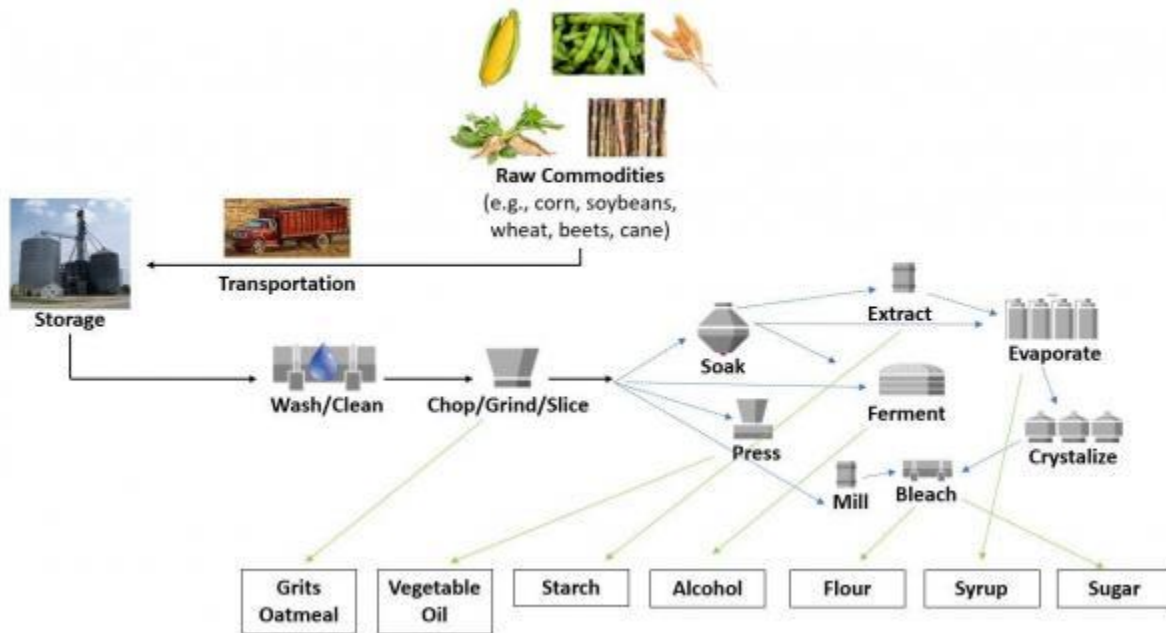 Raw Commodities
(e.g., corn, soybeans,
wheat, beets, cane)
Transportation
Storage
Extract
Soak
Evaporate
Wash/Clean
Chop/Grind/Slice
Ferment
Press
Crystalize
Mill
Bleach
Grits
Oatmeal
Vegetable
Oil
Starch
Alcohol
Flour
Syrup
Sugar